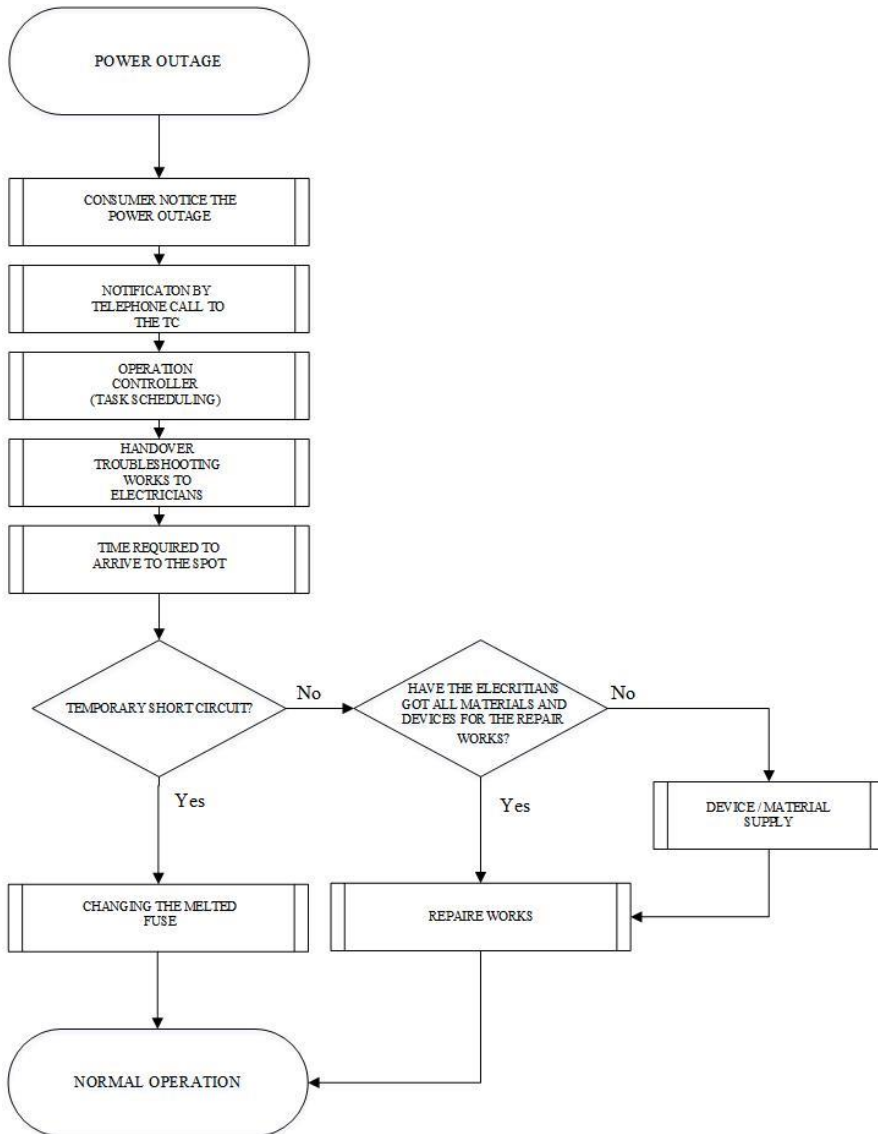 POWER OUTAGE
CONSUMER NOTICE THE
POWER OUTAGE
NOTIFICATON BY
TELEPHONE CALL TO
THE TC
OPERATION
CONTROLLER
(TASK SCHEDULING)
HANDOVER
TROUBLESHOOTING
WORKS TO
ELECTRICIANS
TIME REQUIRED TO
ARRIVE TO THE SPOT
TEMPORARY SHORT CIRCUIT?
No
HAVE THE ELECRITIANS
GOT ALL MATERIALS AND
DEVICES FOR THE REPAIR
WORKS?
No
Yes
Yes
DEVICE / MATERIAL
SUPPLY
CHANGING THE MELTED
FUSE
REPAIRE WORKS
NORMAL OPERATION